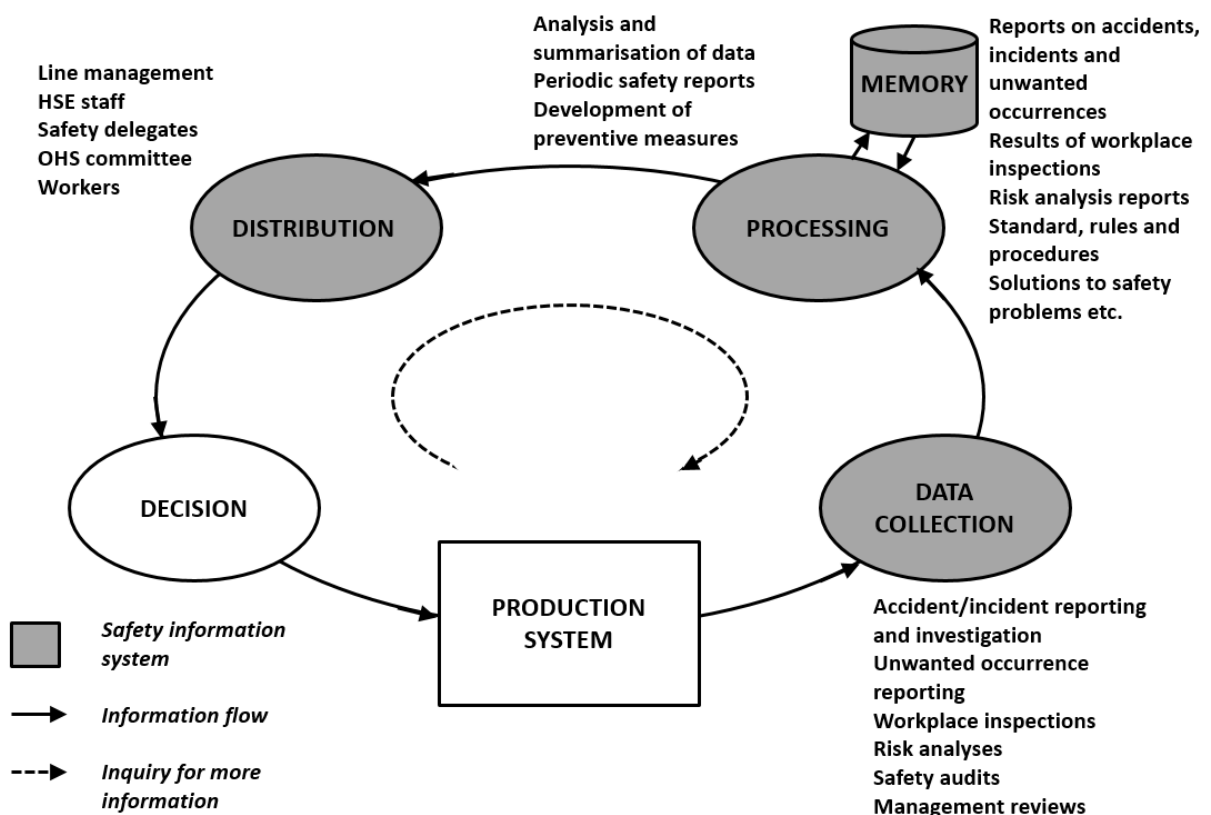 Line management
HSE staff
Safety delegates
OHS committee
Workers
Analysis and
summarisation of data
Periodic safety reports
Development of
preventive measures
MEMORY
Reports on accidents,
incidents and
unwanted
occurrences
Results of workplace
inspections
Risk analysis reports
Standard, rules and
procedures
Solutions to safety
problems etc.
DISTRIBUTION
PROCESSING
DECISION
DATA
COLLECTION
PRODUCTION
SYSTEM
Accident/incident reporting
and investigation
Unwanted occurrence
reporting
Workplace inspections
Risk analyses
Safety audits
Management reviews
Safety information
system
Information flow
Inquiry for more
information